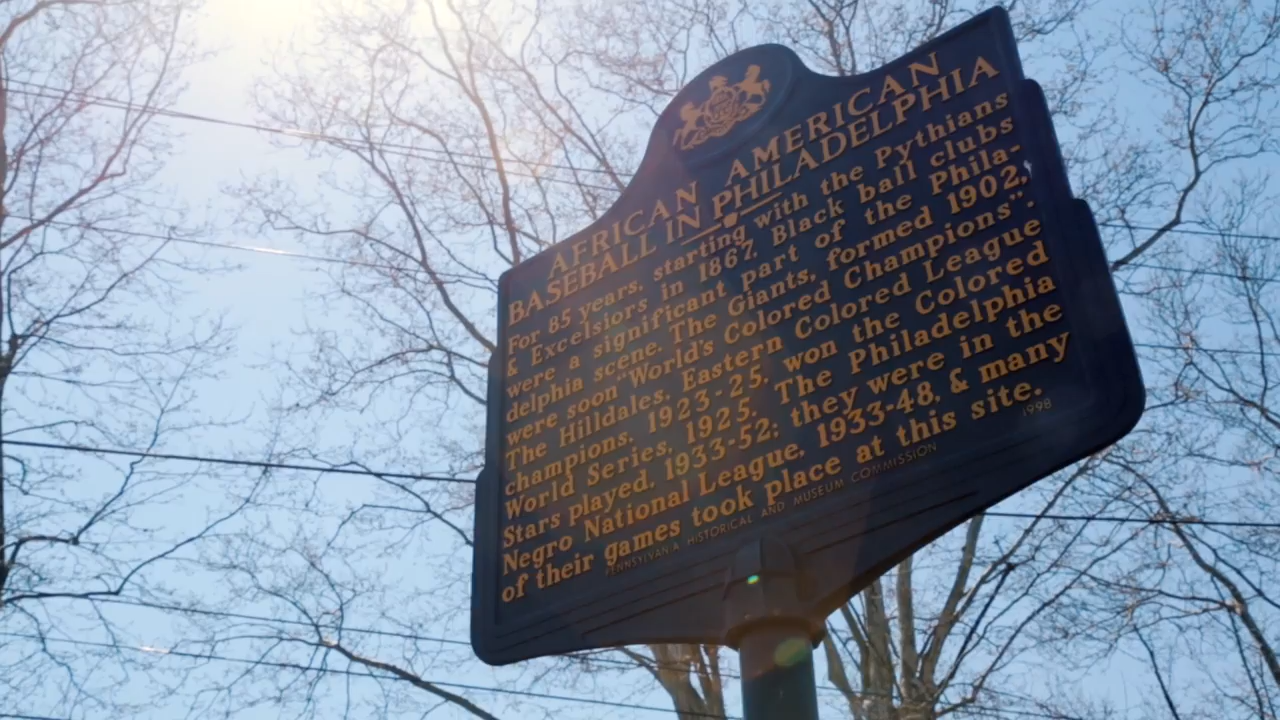 AFRICAN AMERICAN
BASEBALL IN PHILADELPHIA
For 85 years, starting with the Pythians
& Excelsiors in 1867, Black ball clubs
were a significant part of the Phila-
delphia scene. The Giants, formed 1902,
were soon "World's Colored Champions".
The Hilldales, Eastern Colored League
champions, 1923-25, won the Colored
World Series, 1925. The Philadelphia
Stars played, 1933-52; they were in the
Negro National League, 1933-48, & many
of their games took place at this site.
PENNSYLVANIA HISTORICAL AND MUSEUM COMMISSION 1998